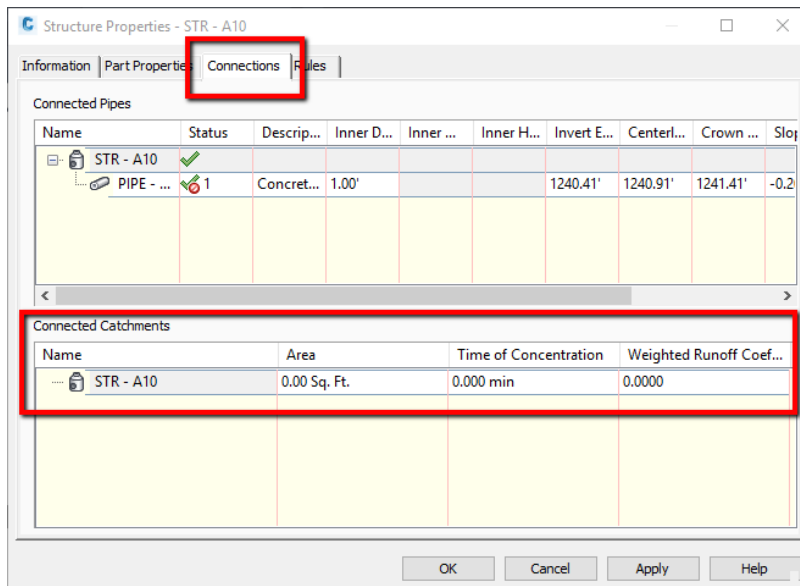 Structure Properties - STR - A10
Information Part Properties Connections Rules
Connected Pipes
Name Status Descrip... Inner D... Inner ... Inner H... Invert E... Centerl... Crown ... Slop
STR - A10
PIPE - ... 1 Concret... 1.00' 1240.41' 1240.91' 1241.41' -0.20
Connected Catchments
Name Area Time of Concentration Weighted Runoff Coef...
STR - A10 0.00 Sq. Ft. 0.000 min 0.0000
OK Cancel Apply Help